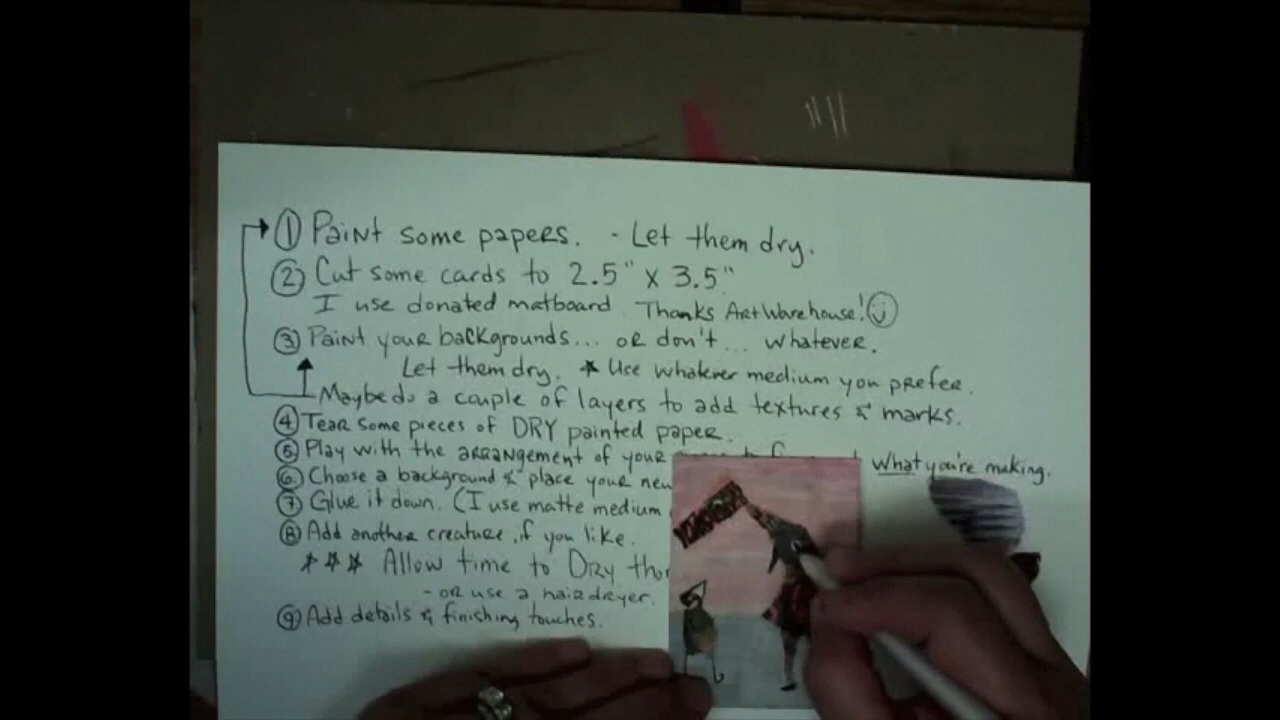 ① Paint some papers. - Let them dry.
② Cut some cards to 2.5" x 3.5"
I use donated matboard Thanks ArtWarehouse!
③ Paint your backgrounds... or don't... whatever.
Let them dry. * Use whatever medium you prefer.
Maybe do a couple of layers to add textures & marks.
④ Tear some pieces of DRY painted paper.
⑤ Play with the arrangement of your what you're making.
⑥ Choose a background & place your new
⑦ Glue it down. (I use matte medium
⑧ Add another creature, if you like.
*** Allow time to Dry
- or use a hairdryer.
⑨ Add details & finishing touches.